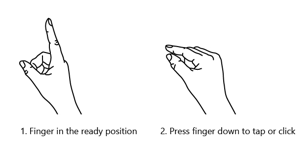 1. Finger in the ready position
2. Press finger down to tap or click